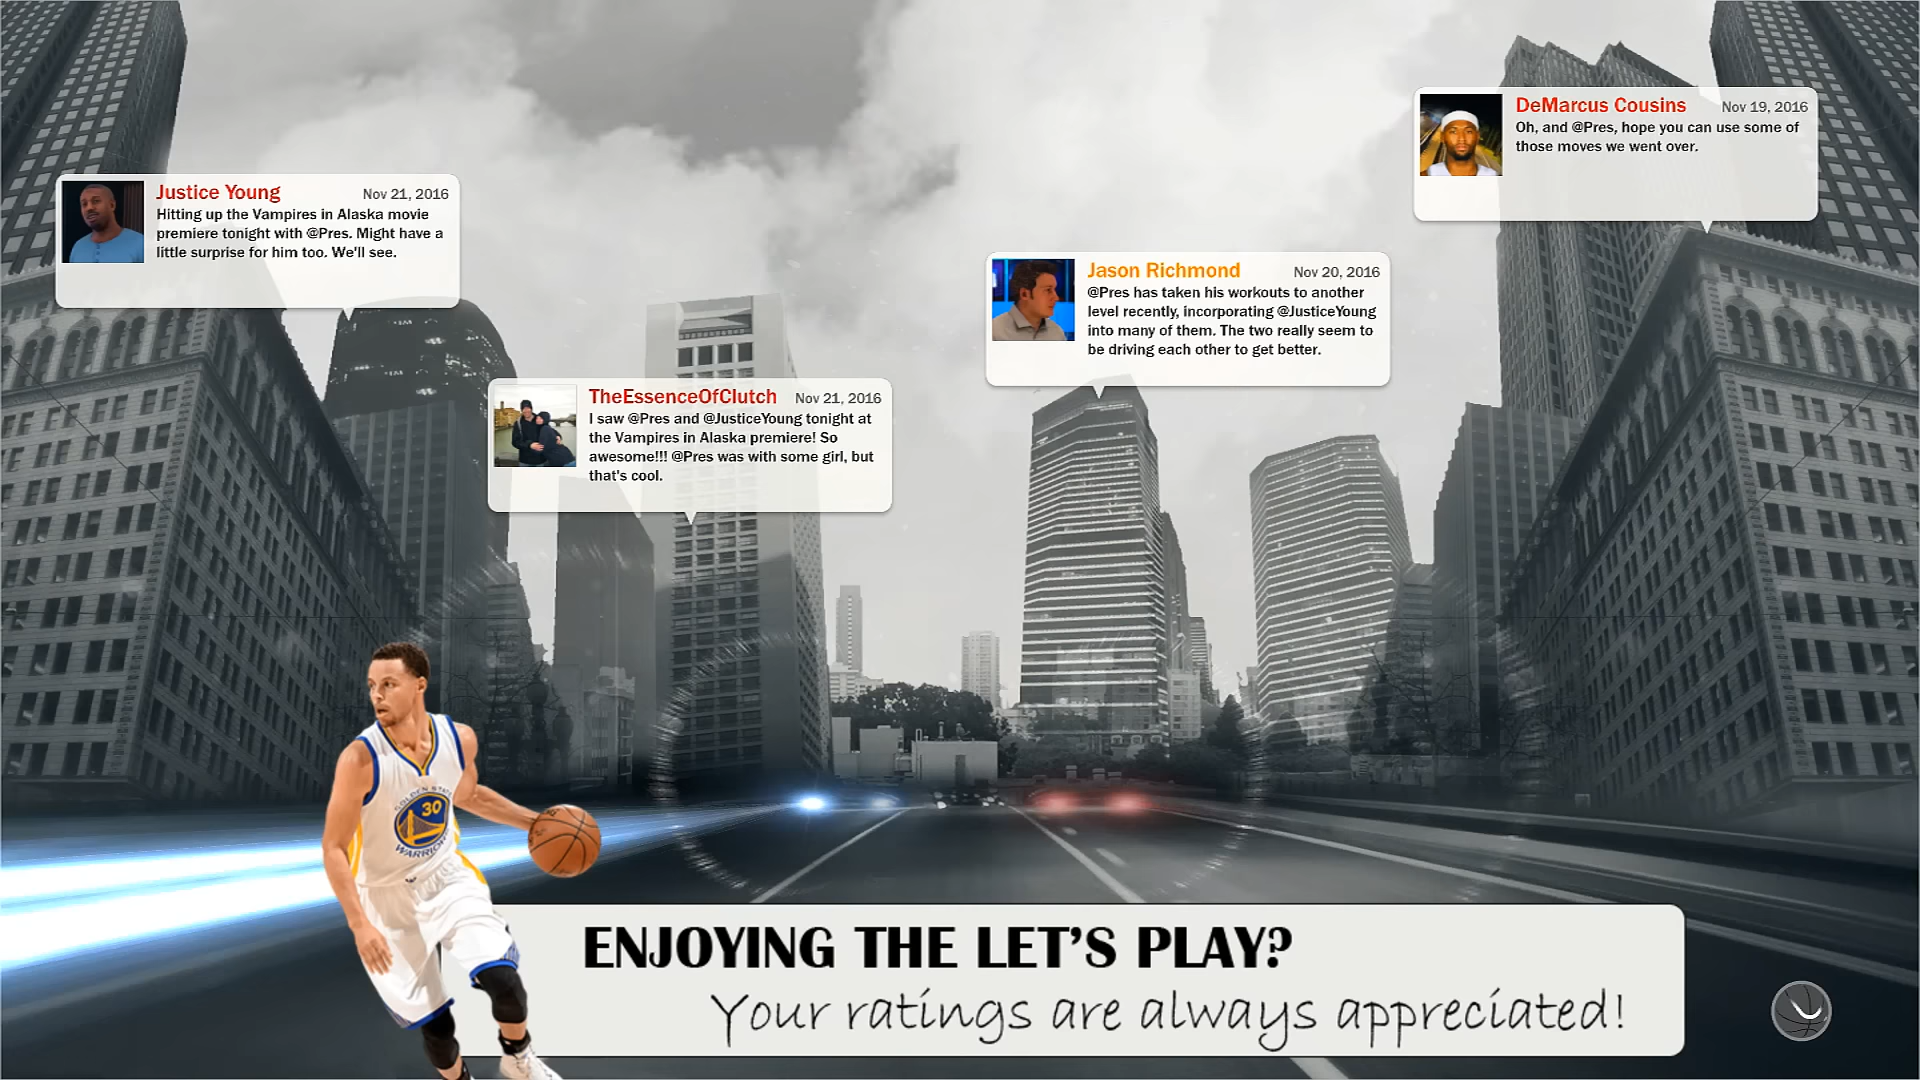 DeMarcus Cousins Nov 19, 2016
Oh, and @Pres, hope you can use some of
those moves we went over.
Justice Young Nov 21, 2016
Hitting up the Vampires in Alaska movie
premiere tonight with @Pres. Might have a
little surprise for him too. We'll see.
Jason Richmond Nov 20, 2016
@Pres has taken his workouts to another
level recently, incorporating @JusticeYoung
into many of them. The two really seem to
be driving each other to get better.
TheEssenceOfClutch Nov 21, 2016
I saw @Pres and @JusticeYoung tonight at
the Vampires in Alaska premiere! So
awesome!!! @Pres was with some girl, but
that's cool.
GOLDEN STATE
30
WARRIORS
ENJOYING THE LET'S PLAY?
Your ratings are always appreciated!